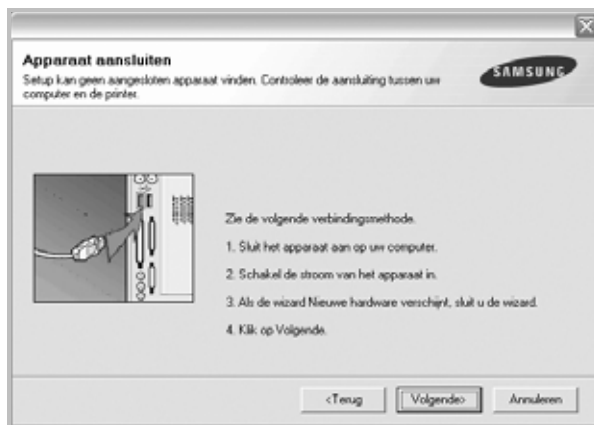 Apparaat aansluiten
Setup kan geen aangesloten apparaat vinden. Controleer de aansluiting tussen uw
computer en de printer.
SAMSUNG
Zie de volgende verbindingsmethode.
1. Sluit het apparaat aan op uw computer.
2. Schakel de stroom van het apparaat in.
3. Als de wizard Nieuwe hardware verschijnt, sluit u de wizard.
4. Klik op Volgende.
<Terug
Volgende>
Annuleren